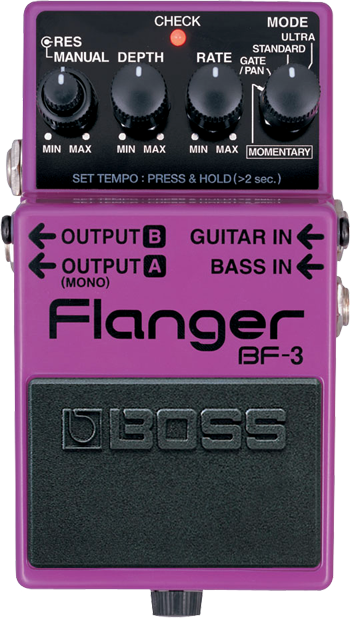 CHECK
MODE
RES
MANUAL
DEPTH
RATE
GATE
/PAN
STANDARD
ULTRA
MIN MAX
MIN MAX
MIN MAX
MOMENTARY
SET TEMPO : PRESS & HOLD (>2 sec.)
OUTPUT B
GUITAR IN
OUTPUT A
(MONO)
BASS IN
Flanger
BF-3
BOSS